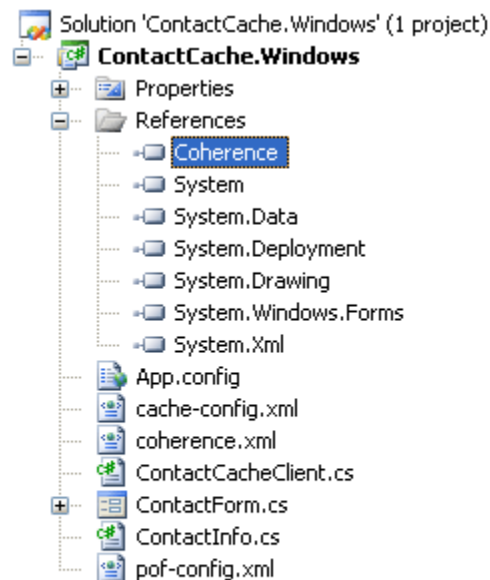 Solution 'ContactCache.Windows' (1 project)
ContactCache.Windows
Properties
References
Coherence
System
System.Data
System.Deployment
System.Drawing
System.Windows.Forms
System.Xml
App.config
cache-config.xml
coherence.xml
ContactCacheClient.cs
ContactForm.cs
ContactInfo.cs
pof-config.xml